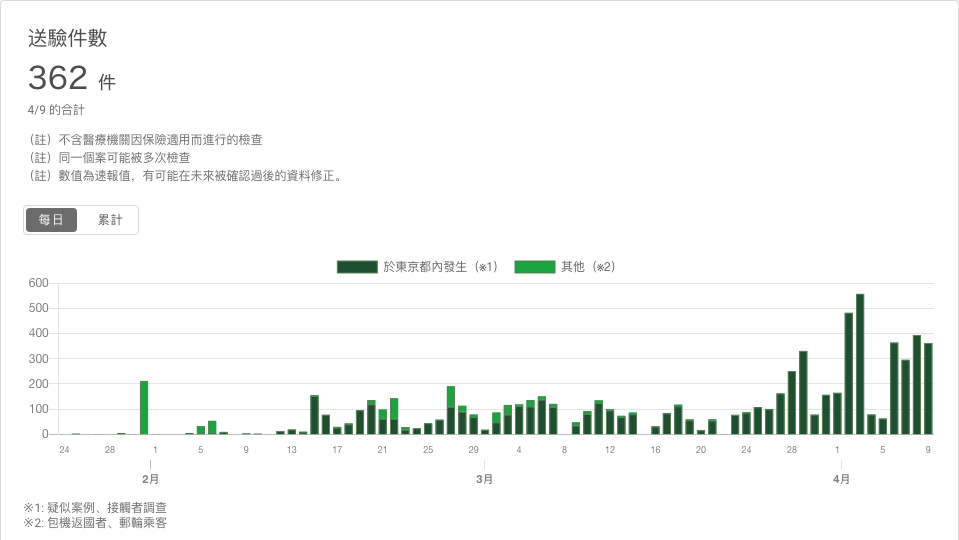 送驗件數
362 件
4/9 的合計
（註）不含醫療機關因保險適用而進行的檢查
（註）同一個案可能被多次檢查
（註）數值為速報值，有可能在未來被確認過後的資料修正。
每日 累計
於東京都內發生（※1） 其他（※2）
600
500
400
300
200
100
0
24 28 1 5 9 13 17 21 25 29 4 8 12 16 20 24 28 1 5 9
2月 3月 4月
※1: 疑似案例、接觸者調查
※2: 包機返國者、郵輪乘客